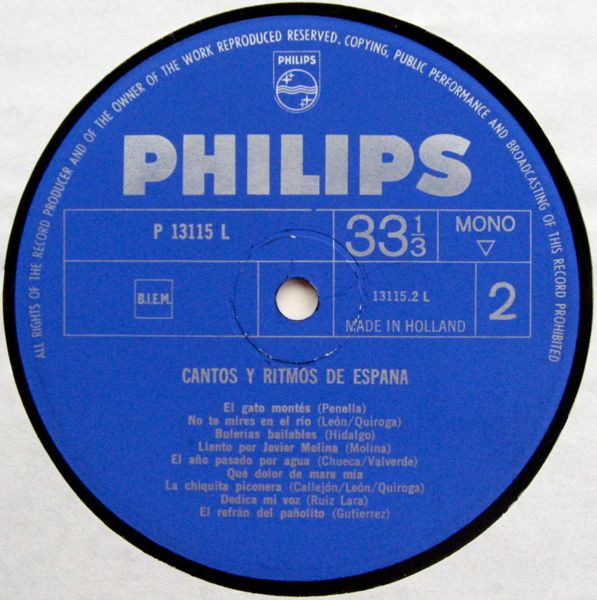 ALL RIGHTS OF THE RECORD PRODUCER AND OF THE OWNER OF THE WORK REPRODUCED RESERVED. COPYING, PUBLIC PERFORMANCE AND BROADCASTING OF THIS RECORD PROHIBITED
PHILIPS
PHILIPS
P 13115 L
33 1/3
MONO
B.I.E.M.
13115.2 L
2
MADE IN HOLLAND
CANTOS Y RITMOS DE ESPANA
El gato montés (Penella)
No te mires en el río (León/Quiroga)
Bulerias bailables (Hidalgo)
Llanto por Javier Molina (Molina)
El año pasado por agua (Chueca/Valverde)
Qué dolor de mare mía
La chiquita piconera (Callejón/León/Quiroga)
Dedica mi voz (Ruiz Lara)
El refrán del pañolito (Gutierrez)